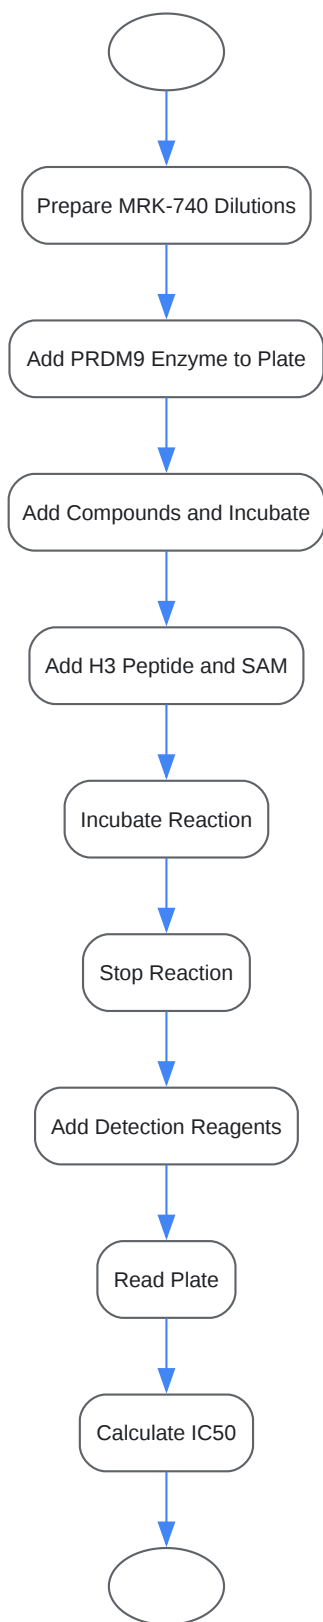 Prepare MRK-740 Dilutions
Add PRDM9 Enzyme to Plate
Add Compounds and Incubate
Add H3 Peptide and SAM
Incubate Reaction
Stop Reaction
Add Detection Reagents
Read Plate
Calculate IC50